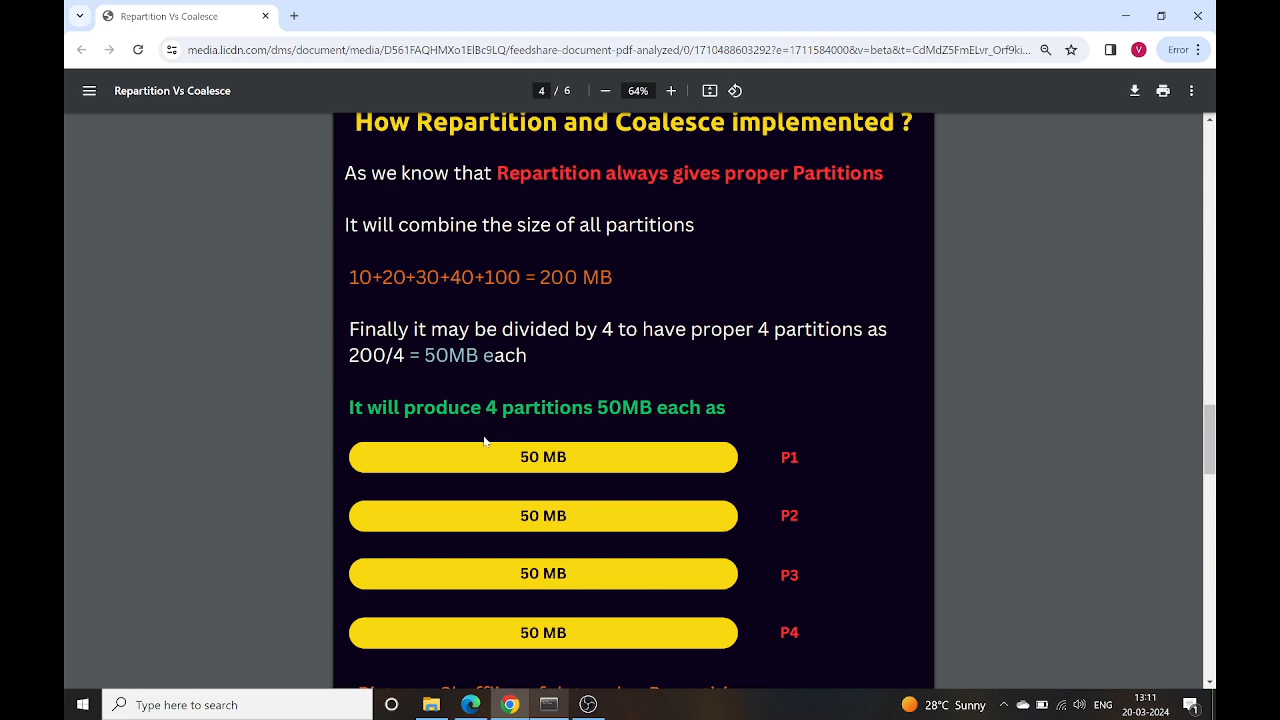 Repartition Vs Coalesce
media.licdn.com/dms/document/media/D561FAQHMXo1ElBc9LQ/feedshare-document-pdf-analyzed/0/1710488603292?e=1711584000&v=beta&t=CdMdZ5FmELvr_Orf9ki...
V
Error
Repartition Vs Coalesce
4 / 6
64%
How Repartition and Coalesce implemented ?
As we know that Repartition always gives proper Partitions
It will combine the size of all partitions
10+20+30+40+100 = 200 MB
Finally it may be divided by 4 to have proper 4 partitions as
200/4 = 50MB each
It will produce 4 partitions 50MB each as
50 MB P1
50 MB P2
50 MB P3
50 MB P4
Type here to search
28°C Sunny
ENG
13:11
20-03-2024
1